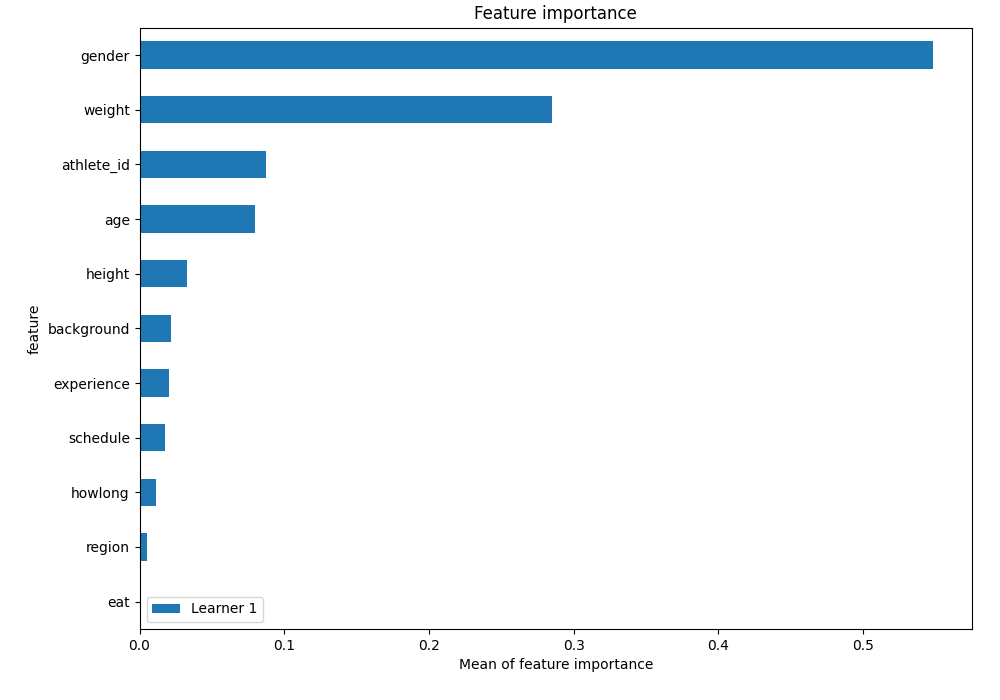 Feature importance
gender
weight
athlete_id
age
height
background
experience
schedule
howlong
region
eat
feature
Learner 1
0.0 0.1 0.2 0.3 0.4 0.5
Mean of feature importance